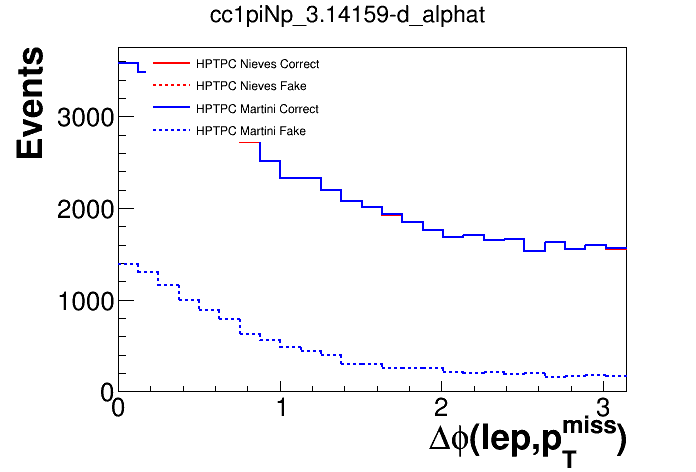 cc1piNp_3.14159-d_alphat
Events
HPTPC Nieves Correct
HPTPC Nieves Fake
HPTPC Martini Correct
HPTPC Martini Fake
3000
2000
1000
0
0 1 2 3
Δϕ(lep,p_T^miss)